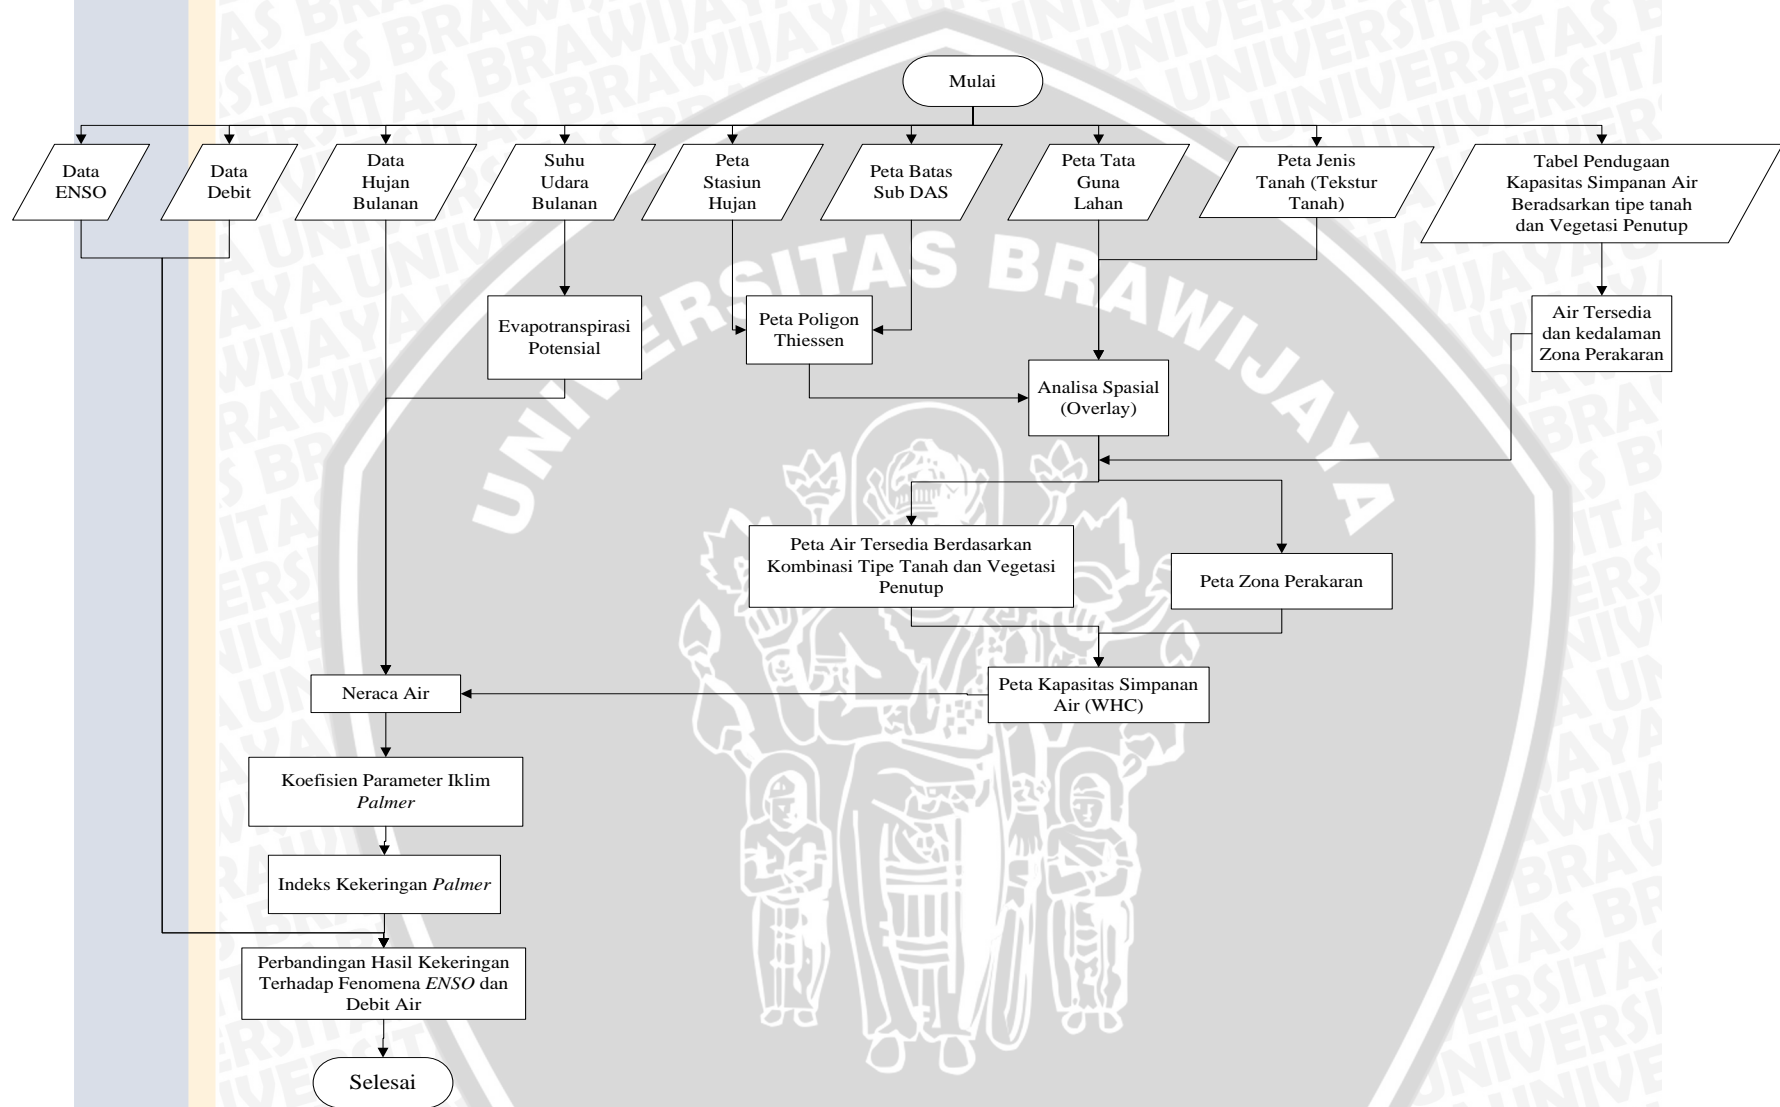 Mulai
Data
ENSO
Data
Debit
Data
Hujan
Bulanan
Suhu
Udara
Bulanan
Peta
Stasiun
Hujan
Peta Batas
Sub DAS
Peta Tata
Guna
Lahan
Peta Jenis
Tanah (Tekstur
Tanah)
Tabel Pendugaan
Kapasitas Simpanan Air
Beradsarkan tipe tanah
dan Vegetasi Penutup
UNIVERSITAS BRAWIJAYA
Evapotranspirasi
Potensial
Peta Poligon
Thiessen
Air Tersedia
dan kedalaman
Zona Perakaran
Analisa Spasial
(Overlay)
Peta Air Tersedia Berdasarkan
Kombinasi Tipe Tanah dan Vegetasi
Penutup
Peta Zona Perakaran
Neraca Air
Peta Kapasitas Simpanan
Air (WHC)
Koefisien Parameter Iklim
Palmer
Indeks Kekeringan Palmer
Perbandingan Hasil Kekeringan
Terhadap Fenomena ENSO dan
Debit Air
Selesai